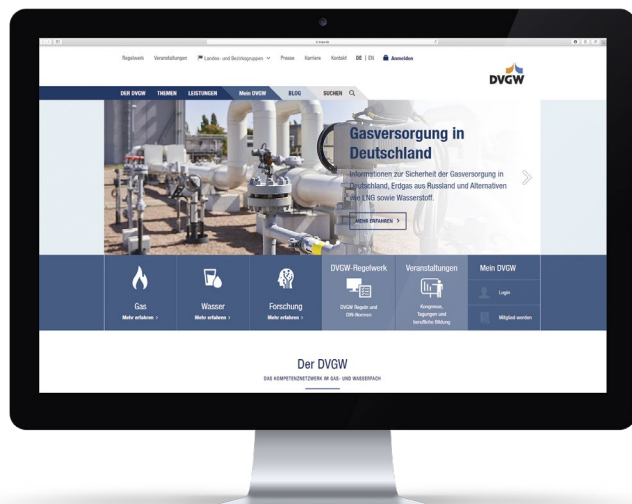 Regelwerk Veranstaltungen Landes- und Bezirksgruppen Presse Karriere Kontakt DE | EN Anmelden
DVGW
DER DVGW THEMEN LEISTUNGEN Mein DVGW BLOG SUCHEN
Gasversorgung in
Deutschland
Informationen zur Sicherheit der Gasversorgung in
Deutschland, Erdgas aus Russland und Alternativen
wie LNG sowie Wasserstoff.
MEHR ERFAHREN >
Gas
Mehr erfahren >
Wasser
Mehr erfahren >
Forschung
Mehr erfahren >
DVGW-Regelwerk
DVGW Regeln und
DIN-Normen
Veranstaltungen
Kongresse,
Tagungen und
berufliche Bildung
Mein DVGW
Login
Mitglied werden
Der DVGW
DAS KOMPETENZNETZWERK IM GAS- UND WASSERFACH